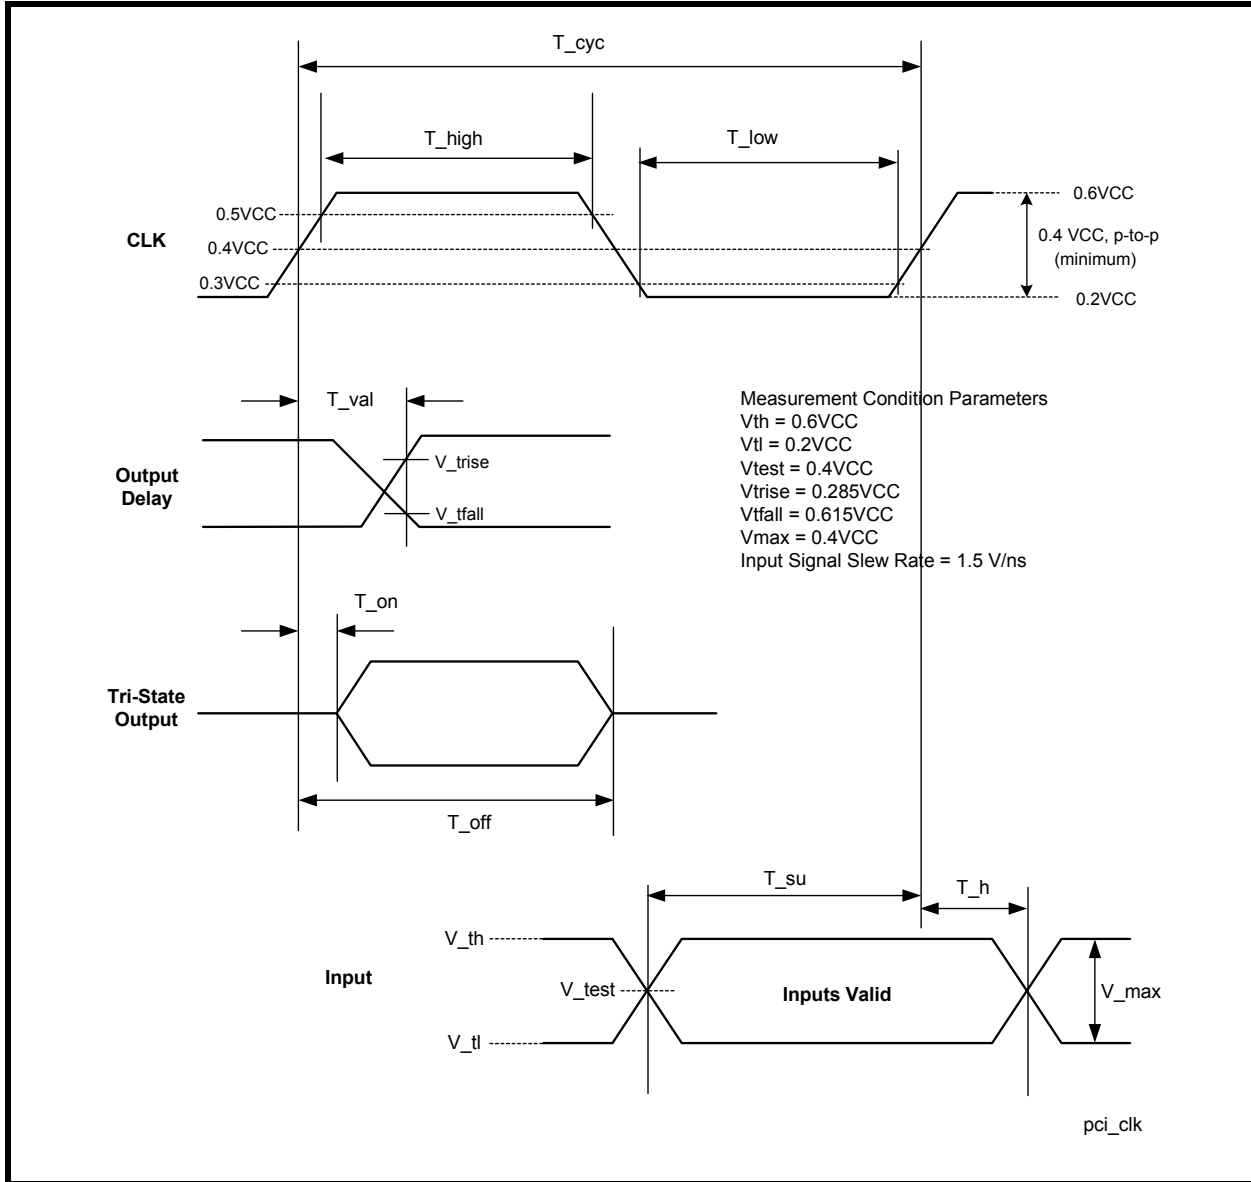 T_cyc
T_high
T_low
0.5VCC
0.6VCC
CLK
0.4VCC
0.4 VCC, p-to-p
(minimum)
0.3VCC
0.2VCC
T_val
Measurement Condition Parameters
Vth = 0.6VCC
Vtl = 0.2VCC
Vtest = 0.4VCC
Vtrise = 0.285VCC
Vtfall = 0.615VCC
Vmax = 0.4VCC
Input Signal Slew Rate = 1.5 V/ns
Output
Delay
V_trise
V_tfall
T_on
Tri-State
Output
T_off
T_su
T_h
V_th
Input
V_test
Inputs Valid
V_max
V_tl
pci_clk